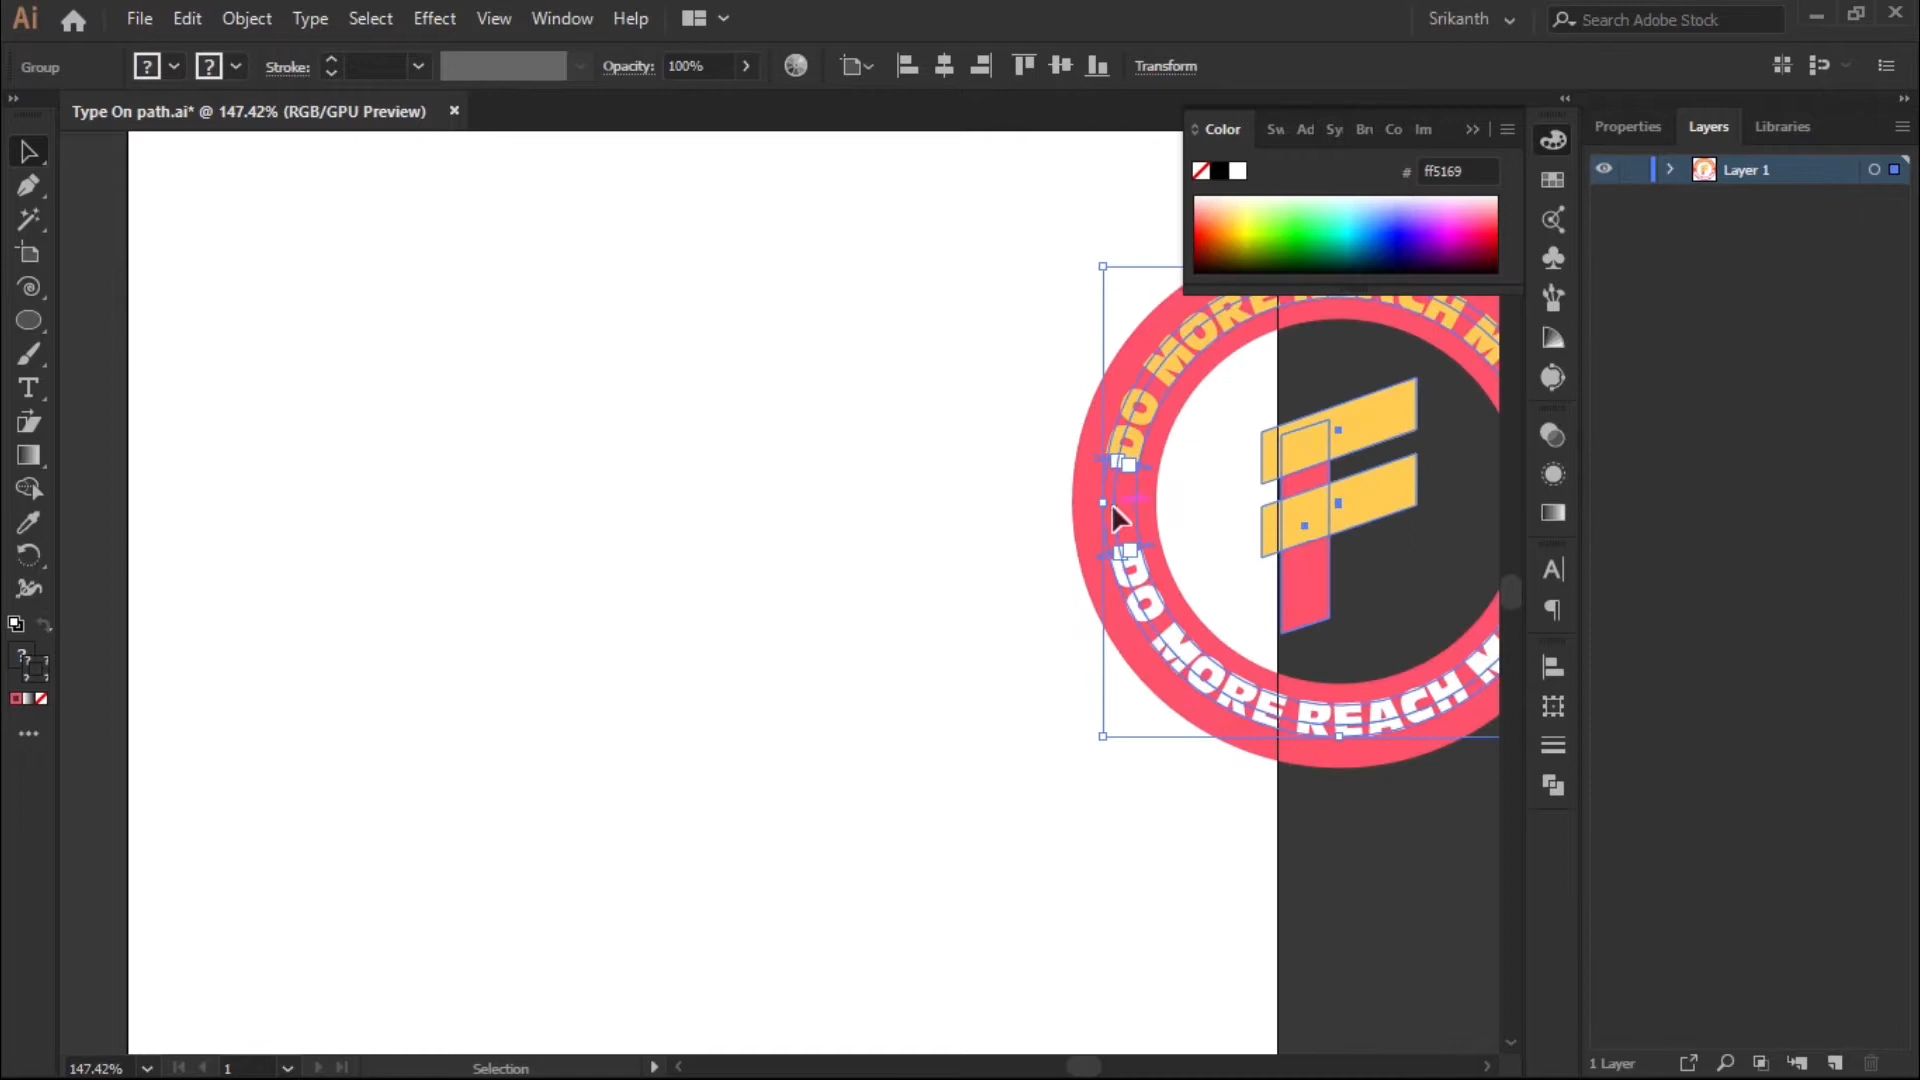 Ai File Edit Object Type Select Effect View Window Help Srikanth Search Adobe Stock
Group ? ? Stroke: Opacity: 100% Transform
Type On path.ai* @ 147.42% (RGB/GPU Preview)
Color Sw Ad Sy Bru Co Im
# ff5169
Properties Layers Libraries
Layer 1
DO MORE REACH M
F
DO MORE REACH M
147.42% 1 Selection
1 Layer